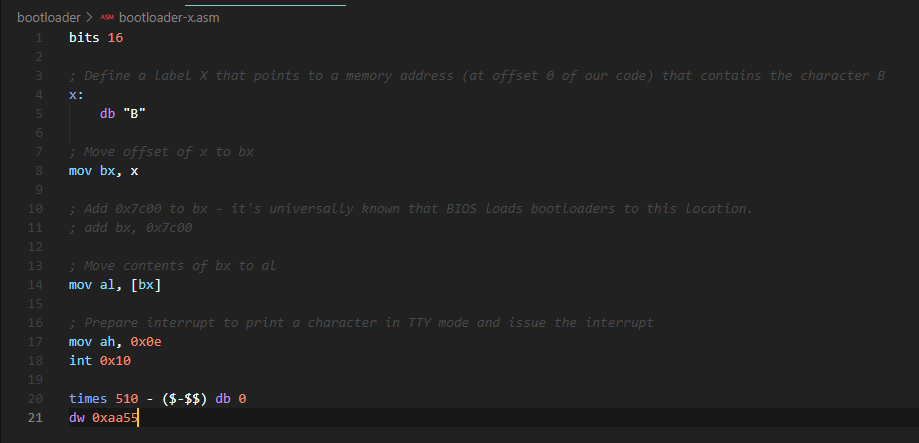 bootloader > ASM bootloader-x.asm
1 bits 16
2
3 ; Define a label X that points to a memory address (at offset 0 of our code) that contains the character B
4 x:
5 db "B"
6
7 ; Move offset of x to bx
8 mov bx, x
9
10 ; Add 0x7c00 to bx - it's universally known that BIOS loads bootloaders to this location.
11 ; add bx, 0x7c00
12
13 ; Move contents of bx to al
14 mov al, [bx]
15
16 ; Prepare interrupt to print a character in TTY mode and issue the interrupt
17 mov ah, 0x0e
18 int 0x10
19
20 times 510 - ($-$$) db 0
21 dw 0xaa55